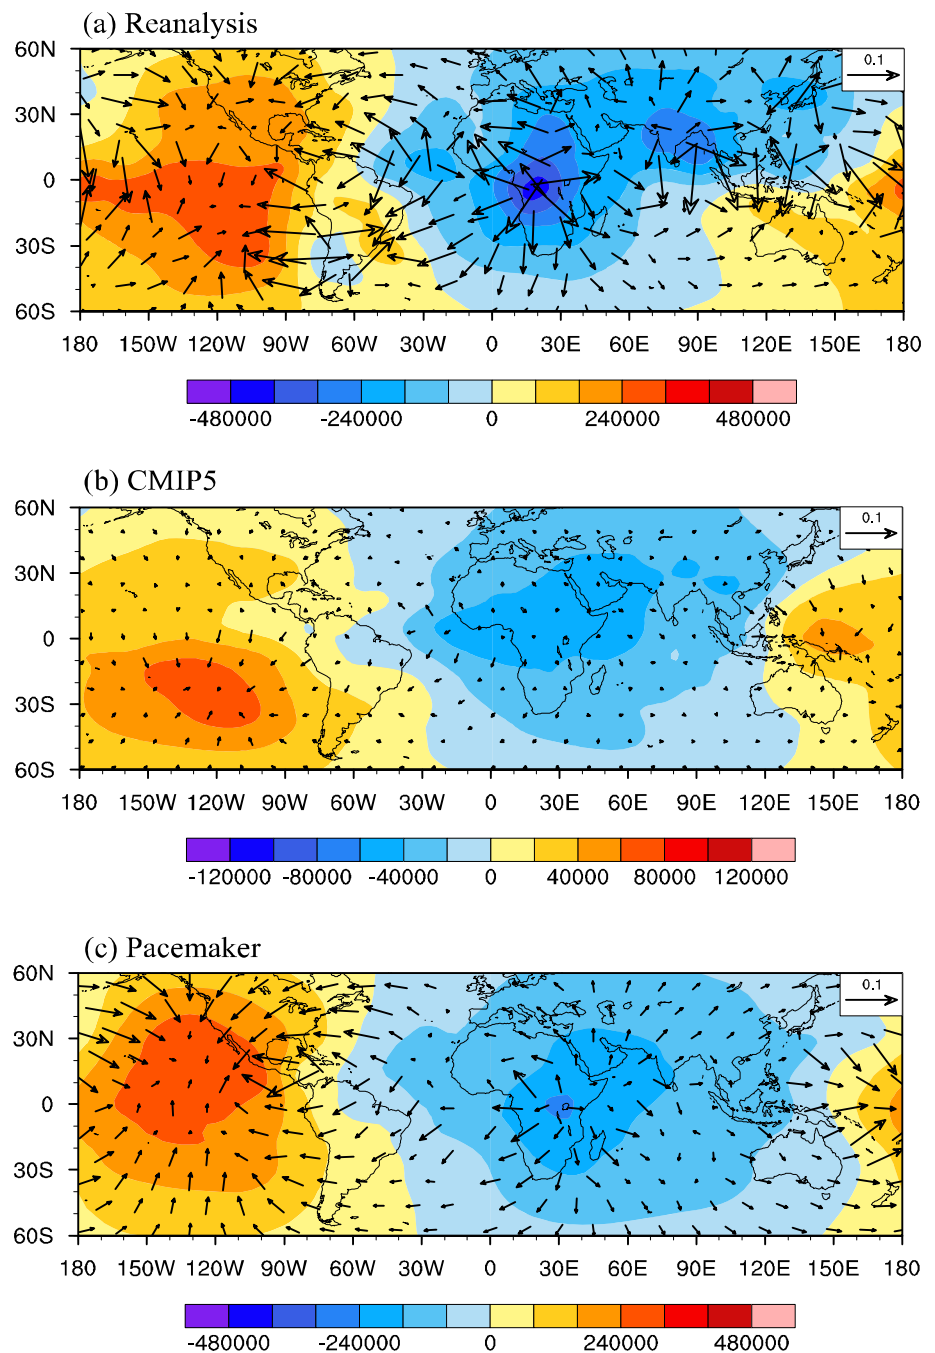 (a) Reanalysis
60N
0.1
30N
0
30S
60S
180 150W 120W 90W 60W 30W 0 30E 60E 90E 120E 150E 180
-480000 -240000 0 240000 480000
(b) CMIP5
60N
0.1
30N
0
30S
60S
180 150W 120W 90W 60W 30W 0 30E 60E 90E 120E 150E 180
-120000 -80000 -40000 0 40000 80000 120000
(c) Pacemaker
60N
0.1
30N
0
30S
60S
180 150W 120W 90W 60W 30W 0 30E 60E 90E 120E 150E 180
-480000 -240000 0 240000 480000